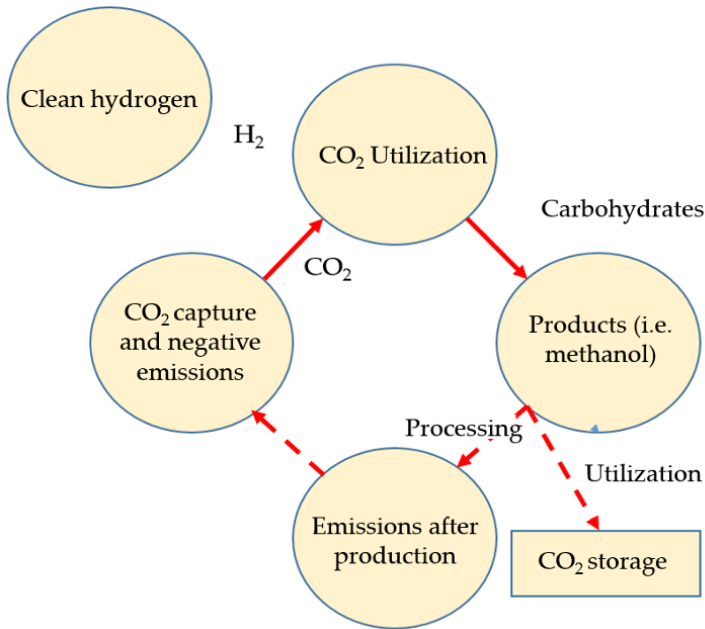 Clean hydrogen
H₂
CO₂ Utilization
Carbohydrates
CO₂
CO₂ capture
and negative
emissions
Products (i.e.
methanol)
Processing
Utilization
Emissions after
production
CO₂ storage